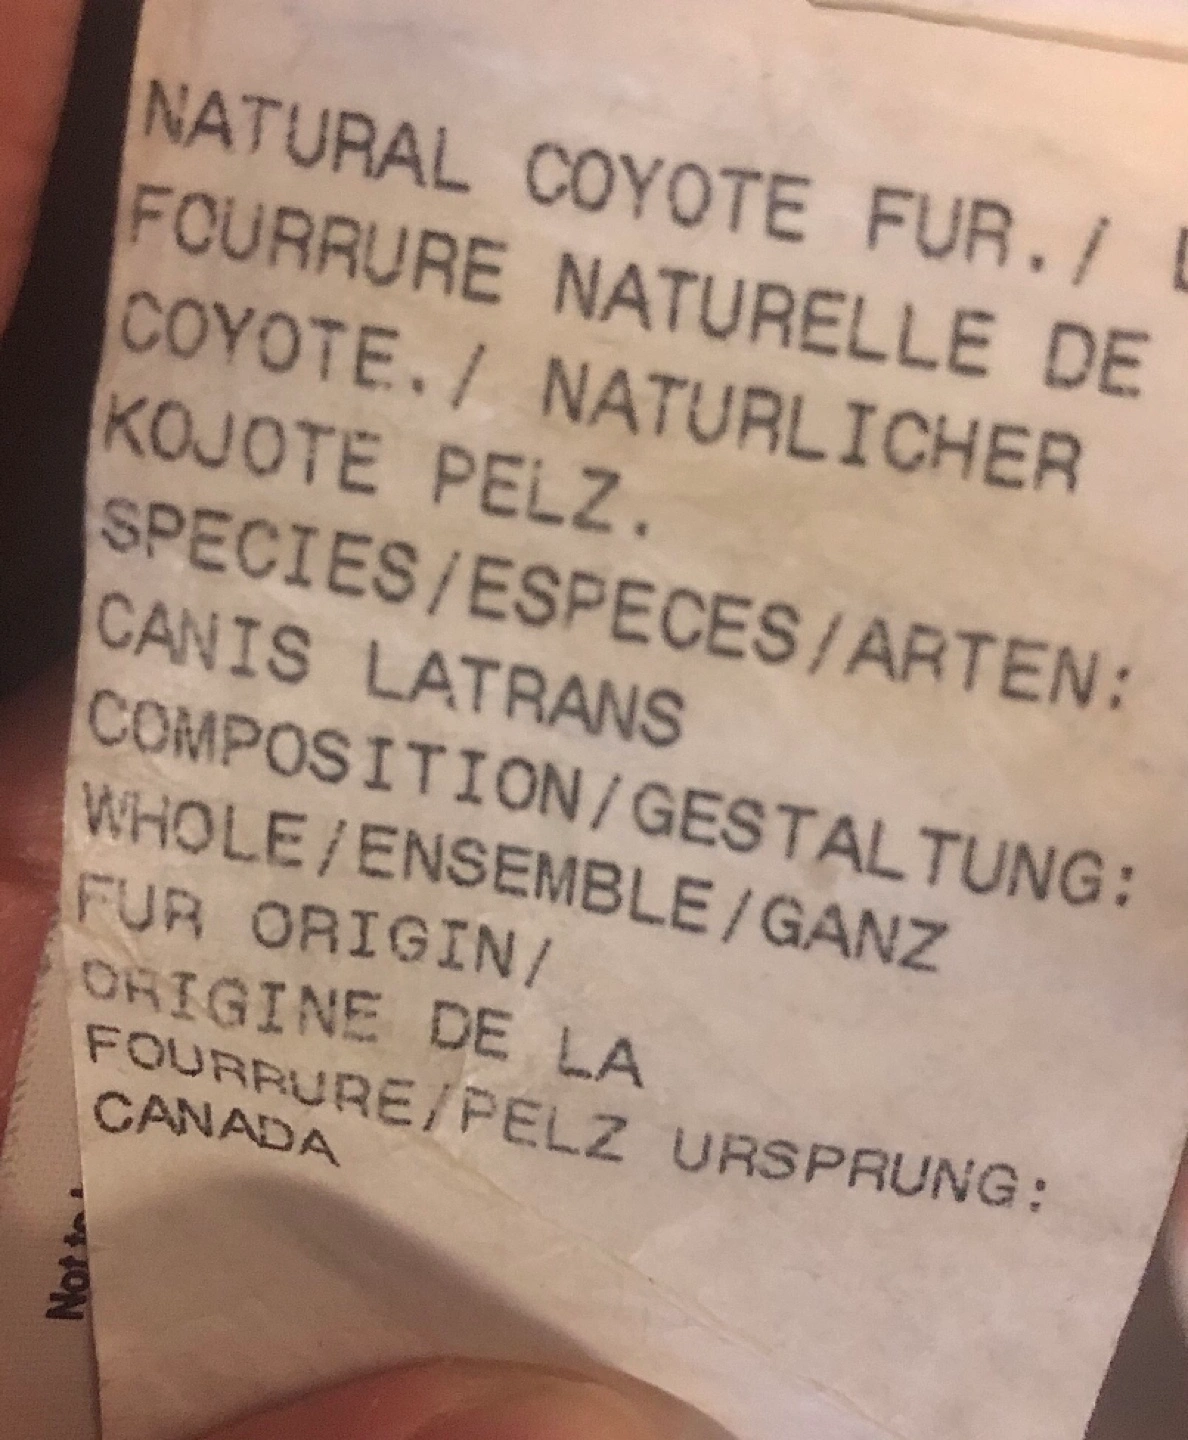 NATURAL COYOTE FUR./ L
FOURRURE NATURELLE DE
COYOTE./ NATURLICHER
KOJOTE PELZ.
SPECIES/ESPECES/ARTEN:
CANIS LATRANS
COMPOSITION/GESTALTUNG:
WHOLE/ENSEMBLE/GANZ
FUR ORIGIN/
ORIGINE DE LA
FOURRURE/PELZ URSPRUNG:
CANADA
Not